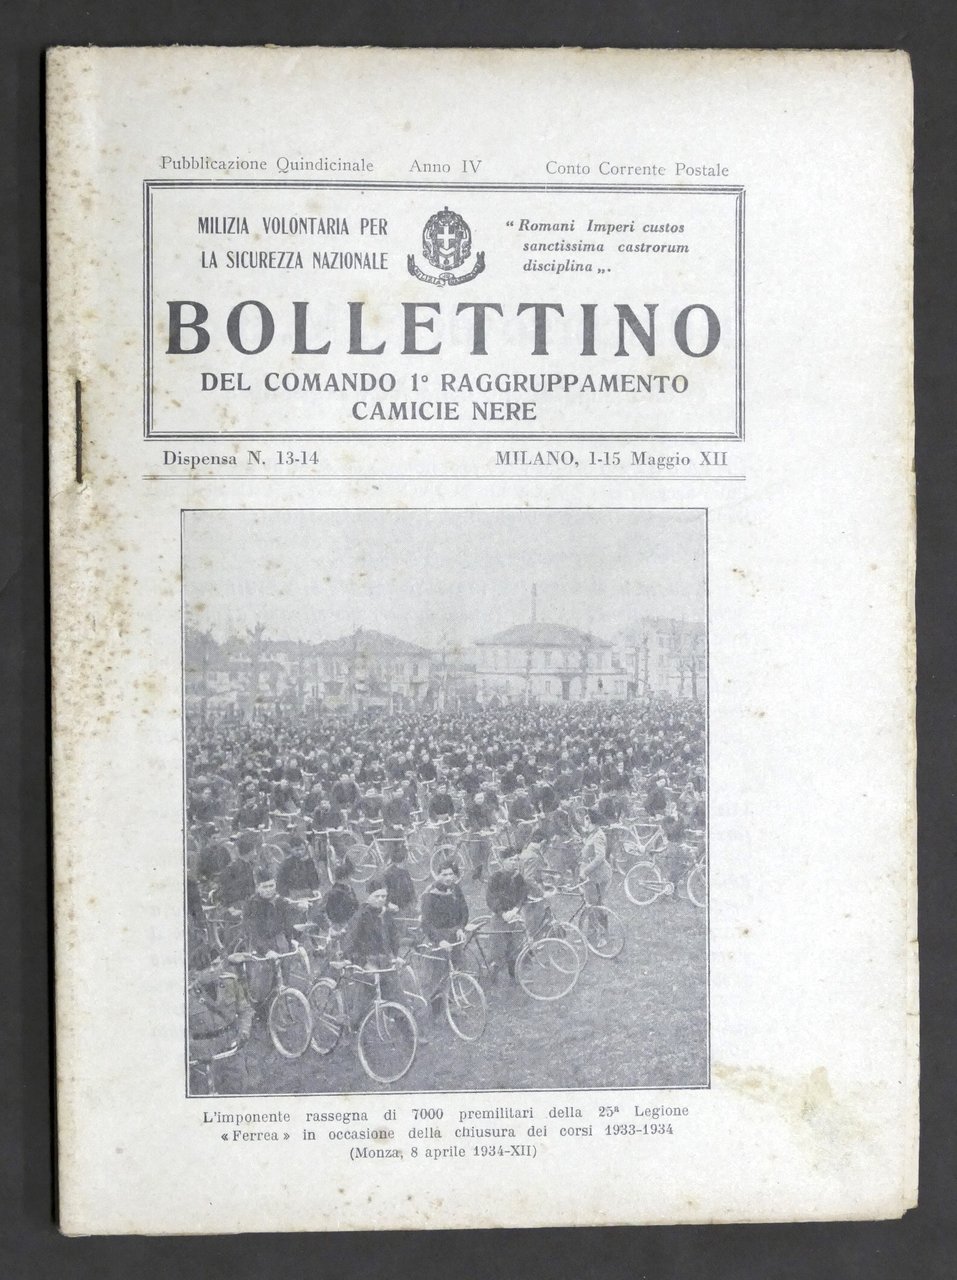 Pubblicazione Quindicinale Anno IV Conto Corrente Postale
MILIZIA VOLONTARIA PER
LA SICUREZZA NAZIONALE
“ Romani Imperi custos
sanctissima castrorum
disciplina „.
BOLLETTINO
DEL COMANDO 1° RAGGRUPPAMENTO
CAMICIE NERE
Dispensa N. 13-14 MILANO, 1-15 Maggio XII
L'imponente rassegna di 7000 premilitari della 25ª Legione
« Ferrea » in occasione della chiusura dei corsi 1933-1934
(Monza, 8 aprile 1934-XII)